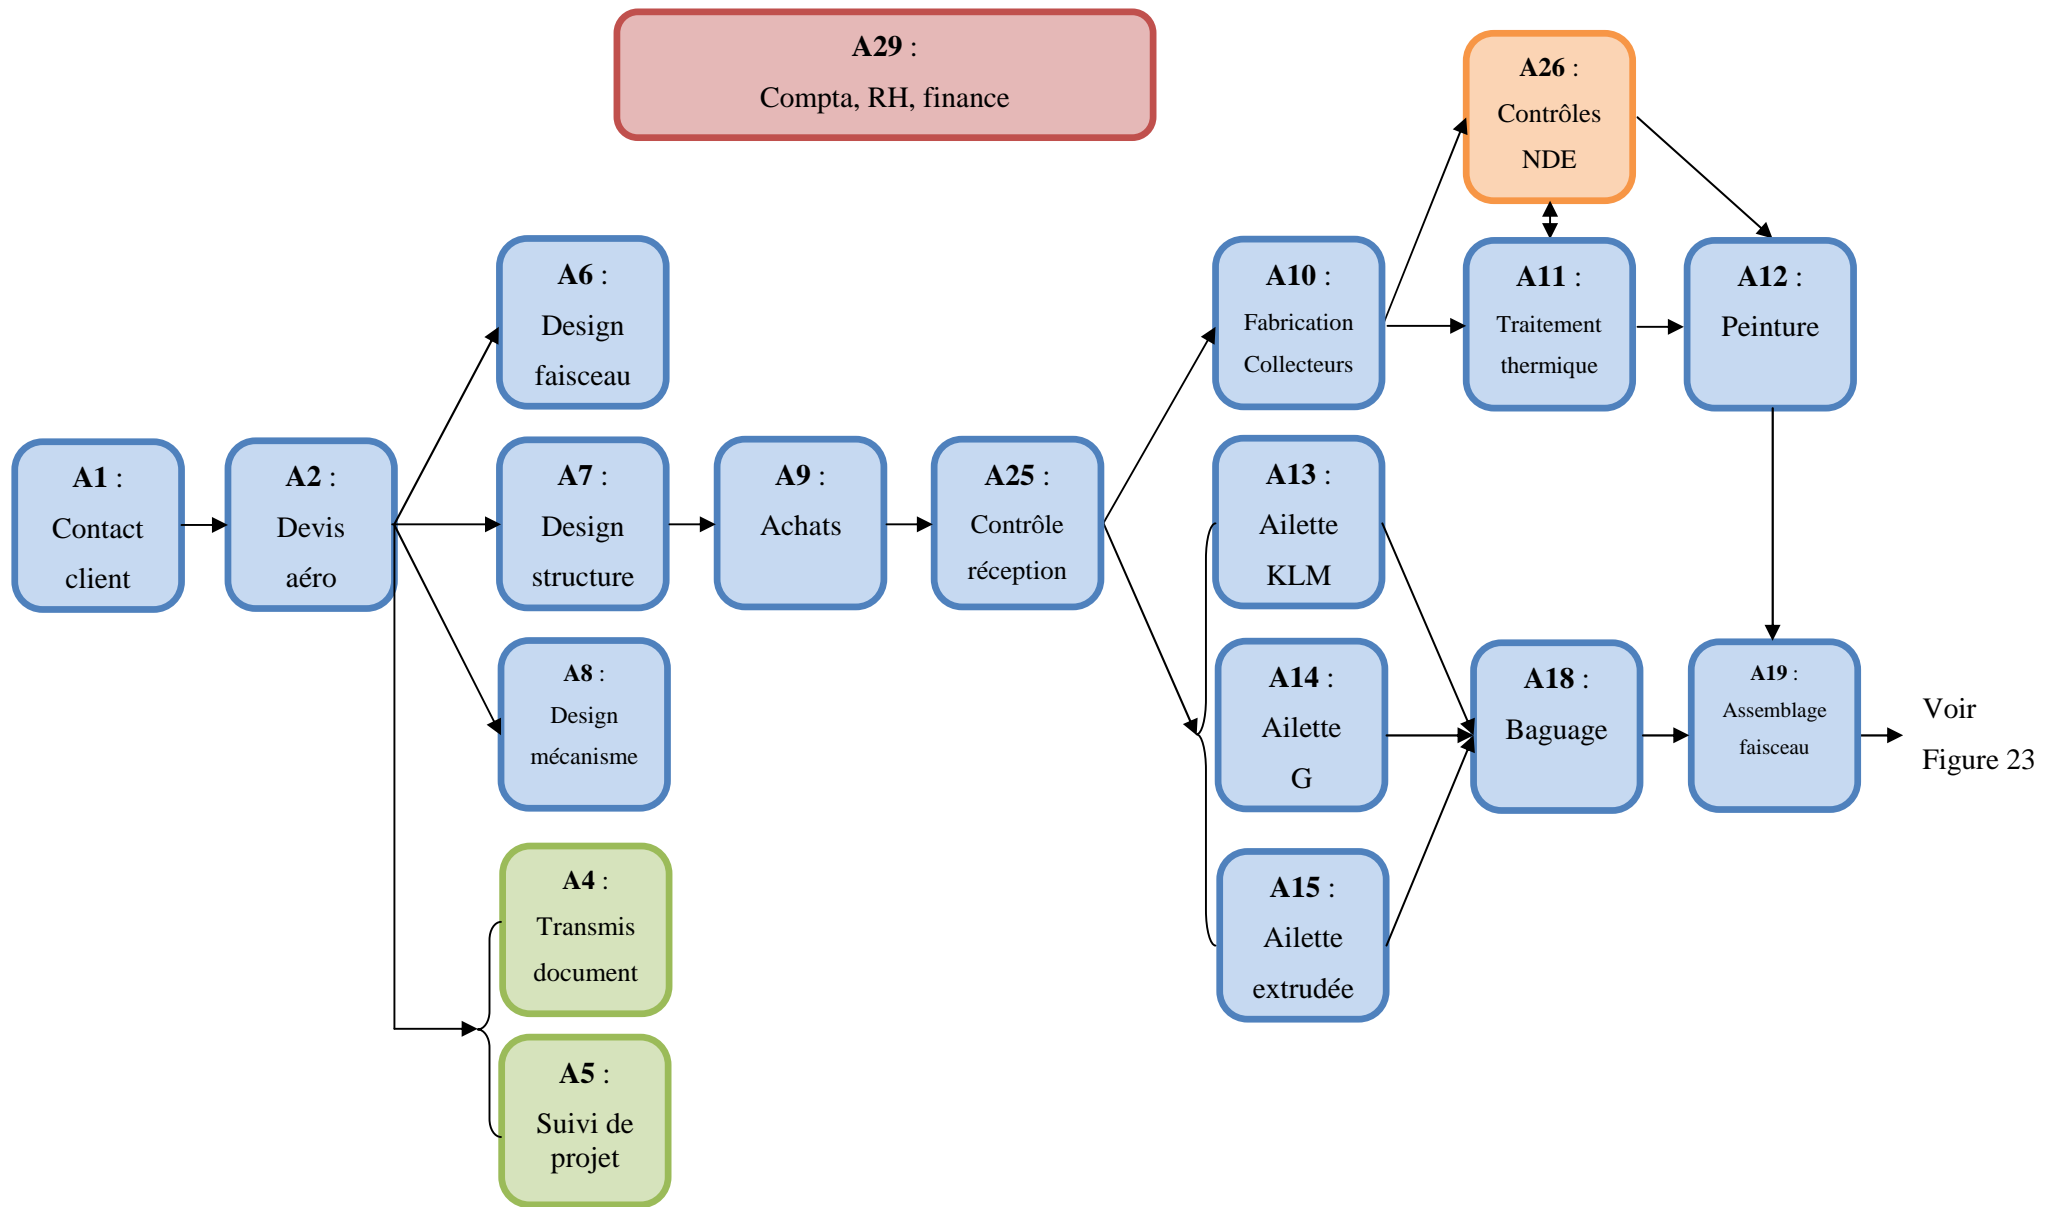 A29 :
Compta, RH, finance
A26 :
Contrôles
NDE
A6 :
Design
faisceau
A10 :
Fabrication
Collecteurs
A11 :
Traitement
thermique
A12 :
Peinture
A1 :
Contact
client
A2 :
Devis
aéro
A7 :
Design
structure
A9 :
Achats
A25 :
Contrôle
réception
A13 :
Ailette
KLM
A8 :
Design
mécanisme
A14 :
Ailette
G
A18 :
Baguage
A19 :
Assemblage
faisceau
Voir
Figure 23
A4 :
Transmis
document
A15 :
Ailette
extrudée
A5 :
Suivi de
projet